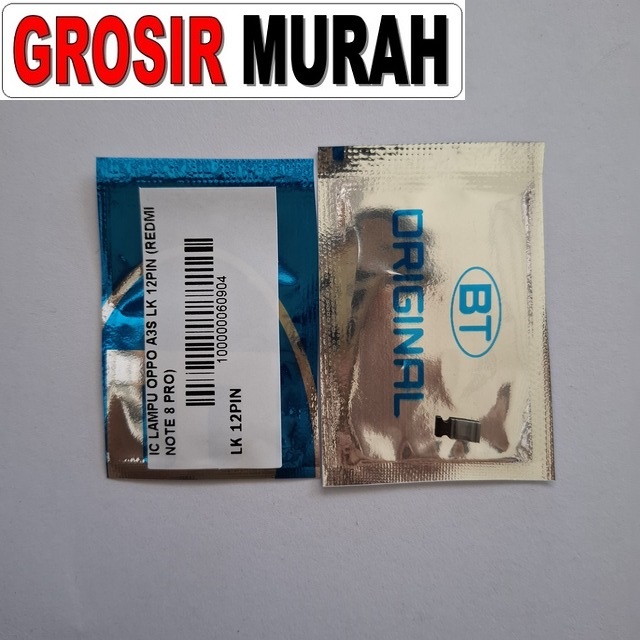 GROSIR MURAH
IC LAMPU OPPO A3S LK 12PIN (REDMI
NOTE 8 PRO)
100000060904
LK 12PIN
ORIGINAL
BT